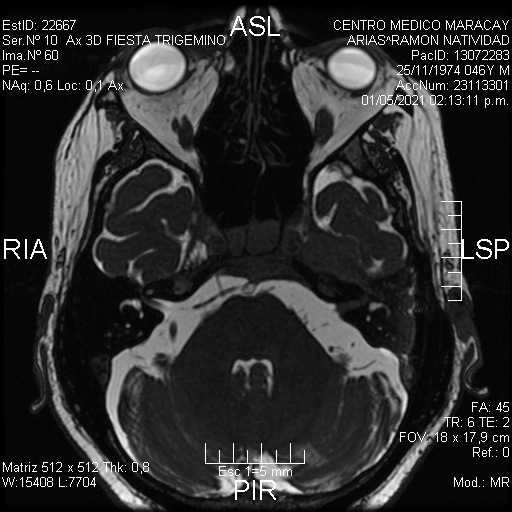 EstID: 22667
Ser.Nº 10 Ax 3D FIESTA TRIGEMINO
Ima.Nº 60
PE= --
NAq: 0,6 Loc: 0,1 Ax
ASL
CENTRO MEDICO MARACAY
ARIAS^RAMON NATIVIDAD
PacID: 13072283
25/11/1974 046Y M
AccNum: 23113301
01/05/2021 02:13:11 p.m.
RIA
LSP
FA: 45
TR: 6 TE: 2
FOV: 18 x 17,9 cm
Ref.: 0
Mod.: MR
Matriz 512 x 512 Thk: 0,8
W:15408 L:7704
Esc 1=5 mm
PIR